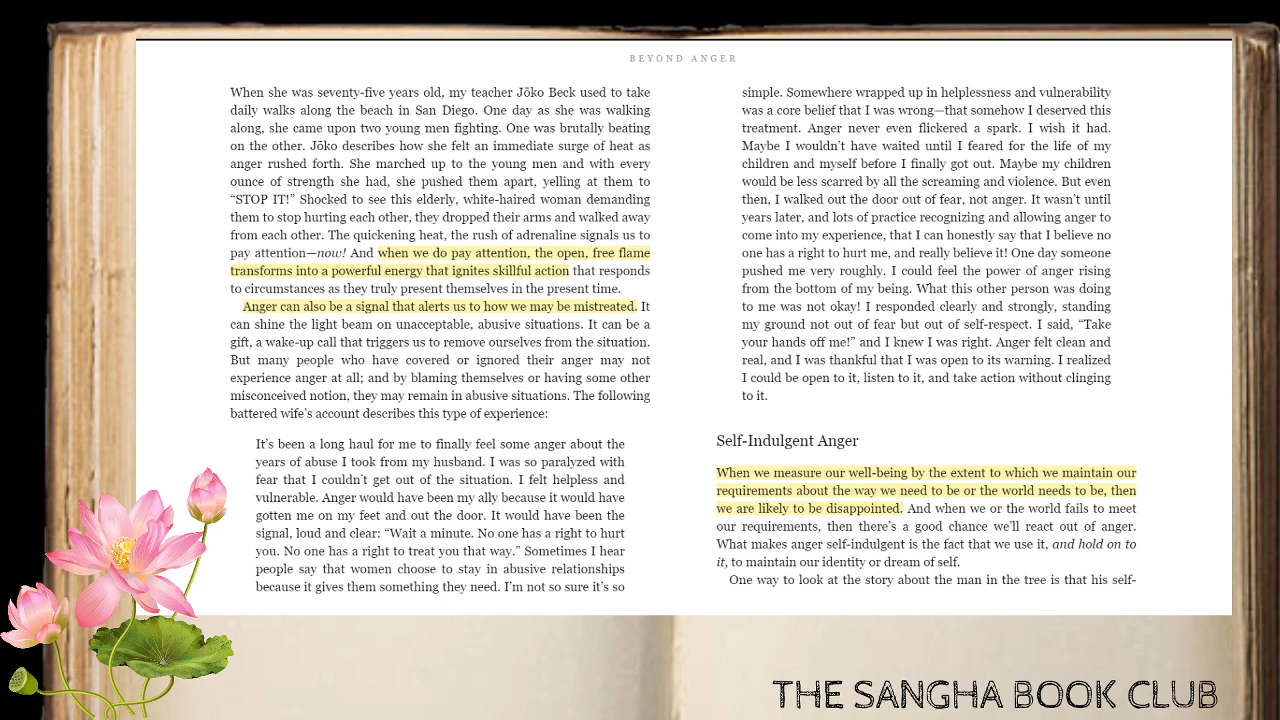 BEYOND ANGER
When she was seventy-five years old, my teacher Jōko Beck used to take
daily walks along the beach in San Diego. One day as she was walking
along, she came upon two young men fighting. One was brutally beating
on the other. Jōko describes how she felt an immediate surge of heat as
anger rushed forth. She marched up to the young men and with every
ounce of strength she had, she pushed them apart, yelling at them to
“STOP IT!” Shocked to see this elderly, white-haired woman demanding
them to stop hurting each other, they dropped their arms and walked away
from each other. The quickening heat, the rush of adrenaline signals us to
pay attention—now! And when we do pay attention, the open, free flame
transforms into a powerful energy that ignites skillful action that responds
to circumstances as they truly present themselves in the present time.
Anger can also be a signal that alerts us to how we may be mistreated. It
can shine the light beam on unacceptable, abusive situations. It can be a
gift, a wake-up call that triggers us to remove ourselves from the situation.
But many people who have covered or ignored their anger may not
experience anger at all; and by blaming themselves or having some other
misconceived notion, they may remain in abusive situations. The following
battered wife’s account describes this type of experience:
It’s been a long haul for me to finally feel some anger about the
years of abuse I took from my husband. I was so paralyzed with
fear that I couldn’t get out of the situation. I felt helpless and
vulnerable. Anger would have been my ally because it would have
gotten me on my feet and out the door. It would have been the
signal, loud and clear: “Wait a minute. No one has a right to hurt
you. No one has a right to treat you that way.” Sometimes I hear
people say that women choose to stay in abusive relationships
because it gives them something they need. I’m not so sure it’s so
simple. Somewhere wrapped up in helplessness and vulnerability
was a core belief that I was wrong—that somehow I deserved this
treatment. Anger never even flickered a spark. I wish it had.
Maybe I wouldn’t have waited until I feared for the life of my
children and myself before I finally got out. Maybe my children
would be less scarred by all the screaming and violence. But even
then, I walked out the door out of fear, not anger. It wasn’t until
years later, and lots of practice recognizing and allowing anger to
come into my experience, that I can honestly say that I believe no
one has a right to hurt me, and really believe it! One day someone
pushed me very roughly. I could feel the power of anger rising
from the bottom of my being. What this other person was doing
to me was not okay! I responded clearly and strongly, standing
my ground not out of fear but out of self-respect. I said, “Take
your hands off me!” and I knew I was right. Anger felt clean and
real, and I was thankful that I was open to its warning. I realized
I could be open to it, listen to it, and take action without clinging
to it.
Self-Indulgent Anger
When we measure our well-being by the extent to which we maintain our
requirements about the way we need to be or the world needs to be, then
we are likely to be disappointed. And when we or the world fails to meet
our requirements, then there’s a good chance we’ll react out of anger.
What makes anger self-indulgent is the fact that we use it, and hold on to
it, to maintain our identity or dream of self.
One way to look at the story about the man in the tree is that his self-
THE SANGHA BOOK CLUB